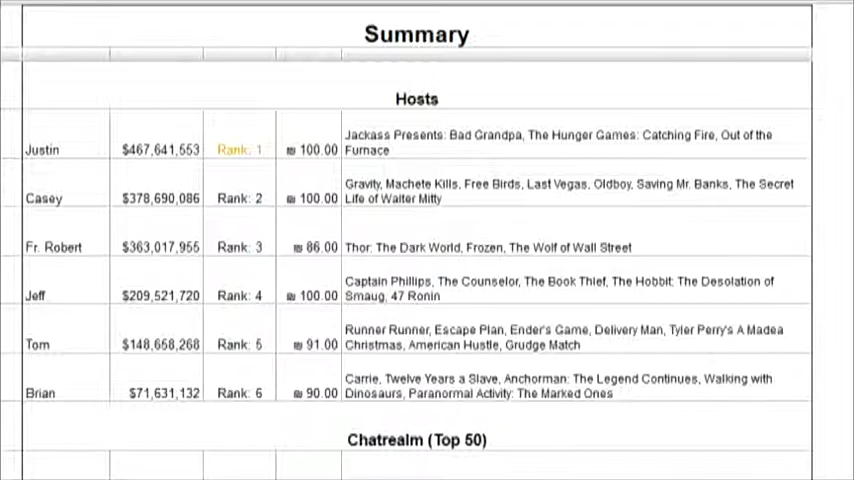 Summary
Hosts
Justin $467,641,553 Rank: 1 ₪ 100.00 Jackass Presents: Bad Grandpa, The Hunger Games: Catching Fire, Out of the
Furnace
Casey $378,690,086 Rank: 2 ₪ 100.00 Gravity, Machete Kills, Free Birds, Last Vegas, Oldboy, Saving Mr. Banks, The Secret
Life of Walter Mitty
Fr. Robert $363,017,955 Rank: 3 ₪ 86.00 Thor: The Dark World, Frozen, The Wolf of Wall Street
Jeff $209,521,720 Rank: 4 ₪ 100.00 Captain Phillips, The Counselor, The Book Thief, The Hobbit: The Desolation of
Smaug, 47 Ronin
Tom $148,658,268 Rank: 5 ₪ 91.00 Runner Runner, Escape Plan, Ender's Game, Delivery Man, Tyler Perry's A Madea
Christmas, American Hustle, Grudge Match
Brian $71,631,132 Rank: 6 ₪ 90.00 Carrie, Twelve Years a Slave, Anchorman: The Legend Continues, Walking with
Dinosaurs, Paranormal Activity: The Marked Ones
Chatrealm (Top 50)